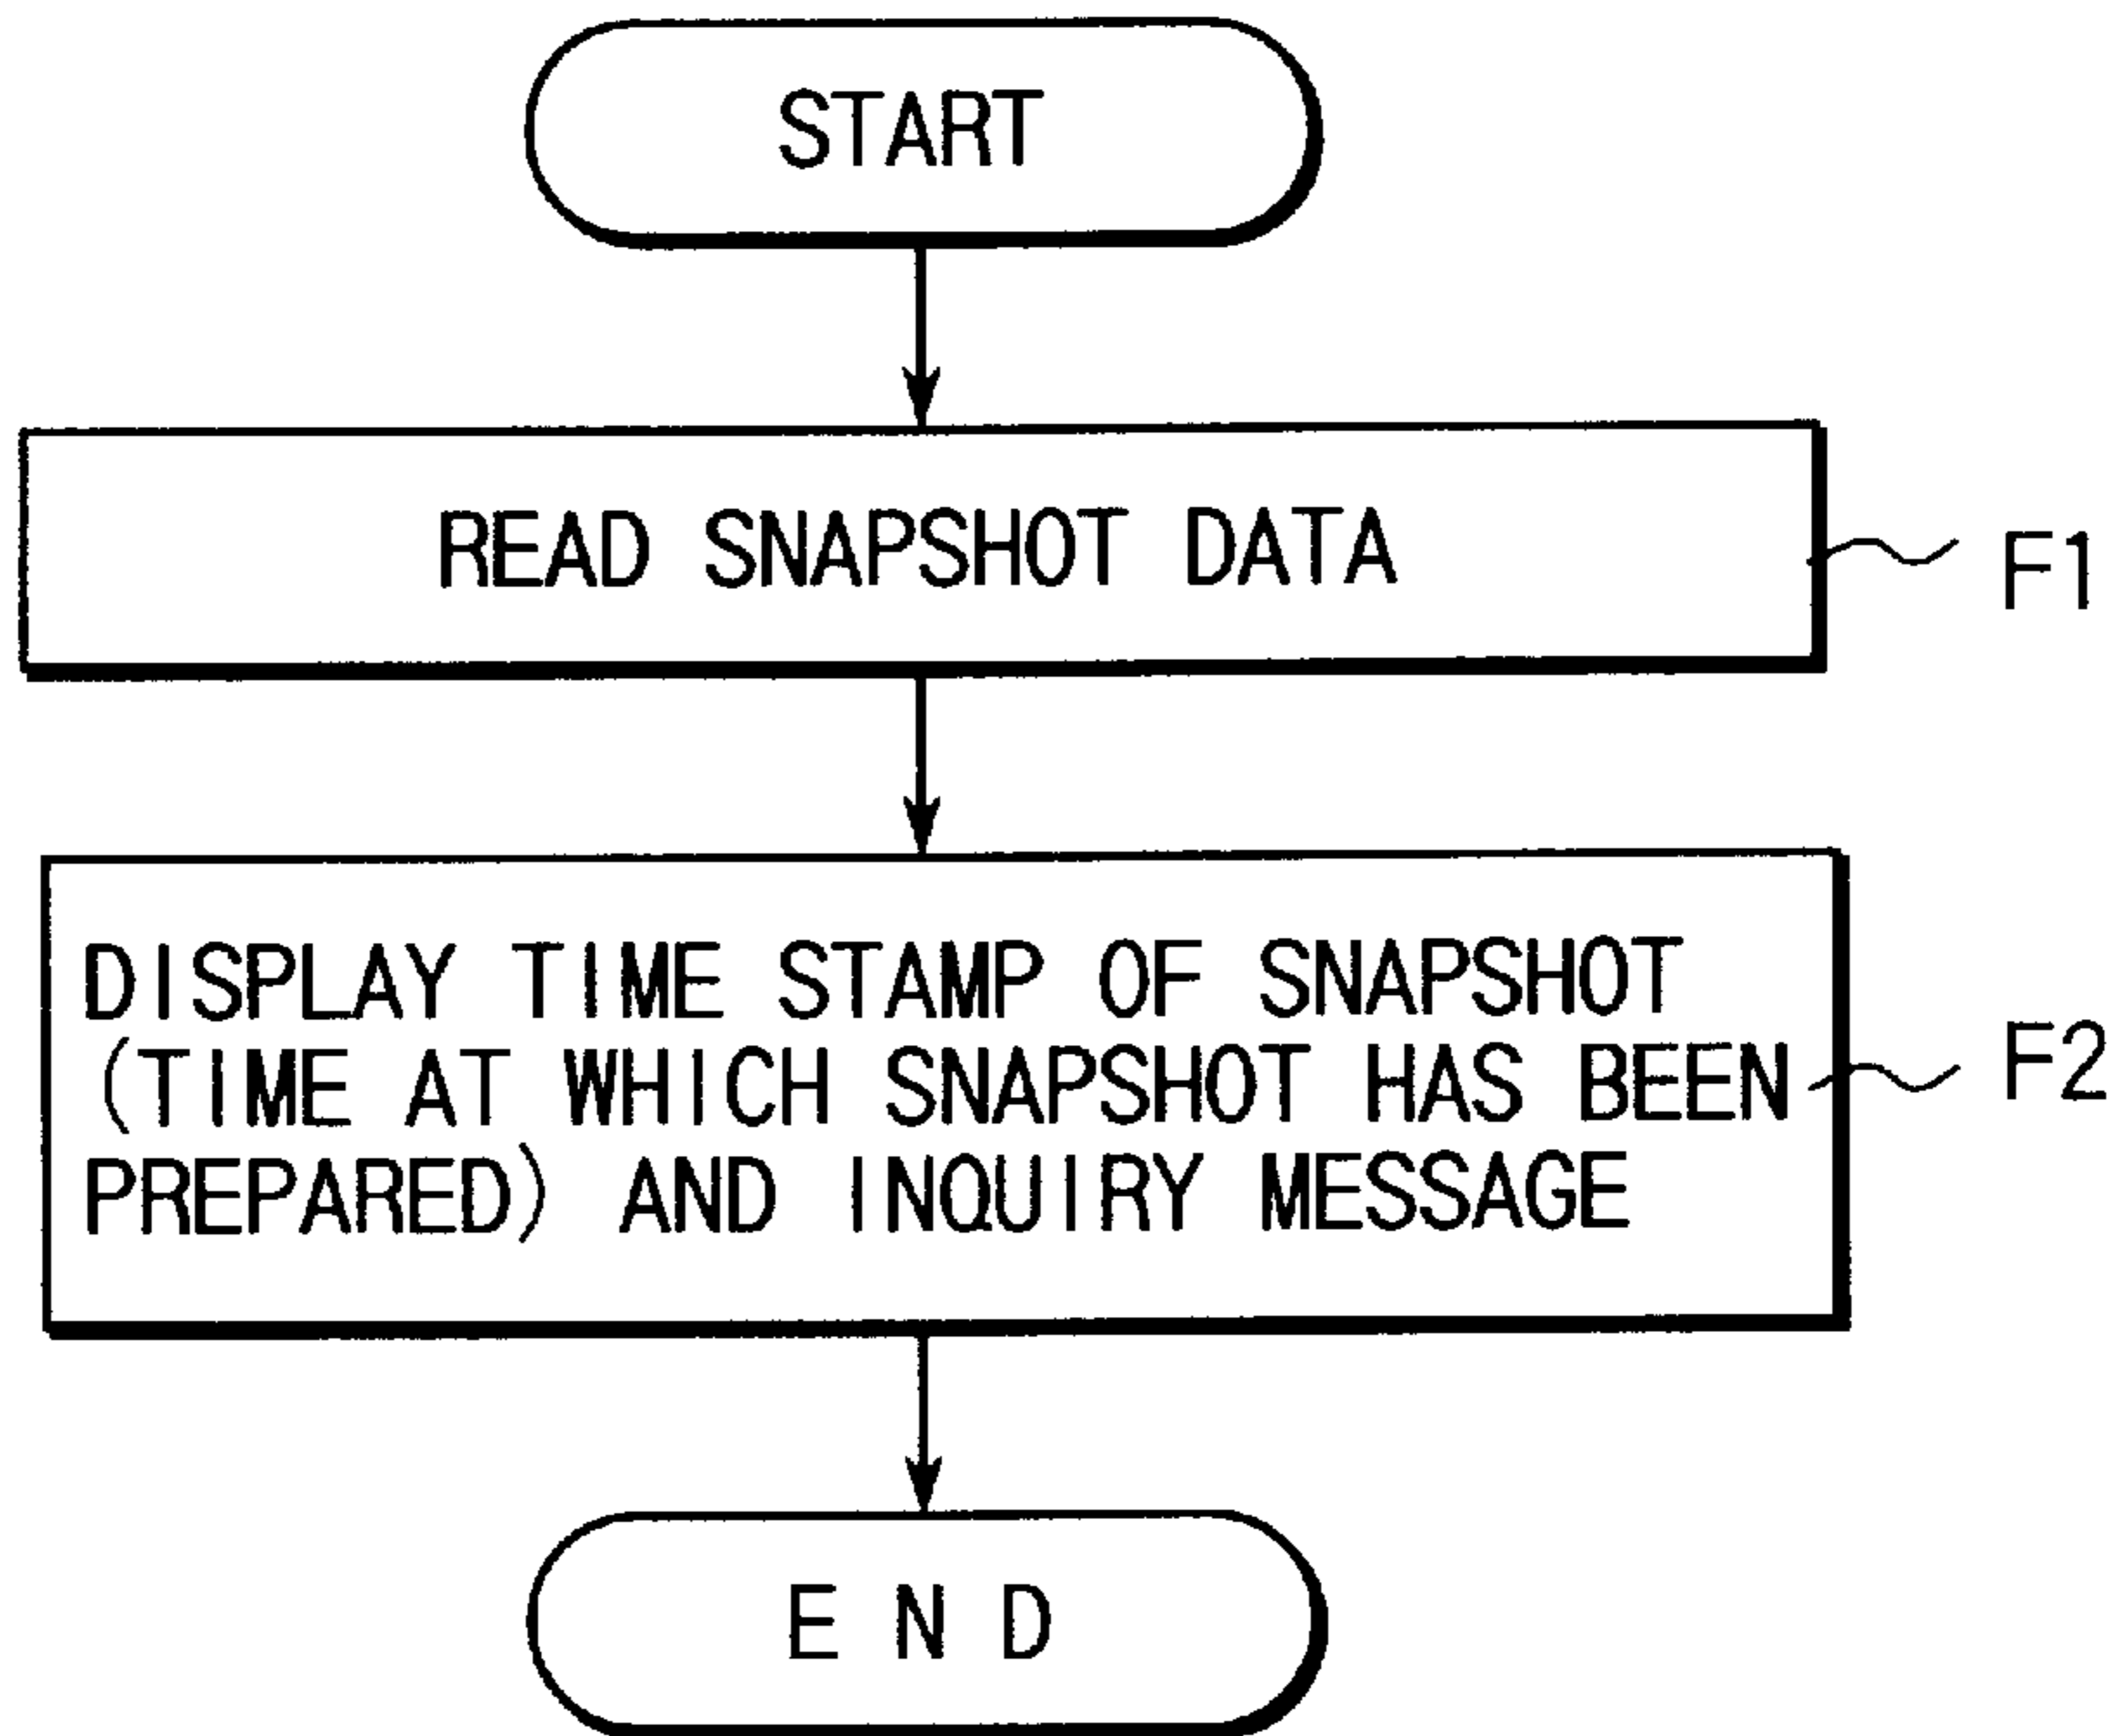 START
READ SNAPSHOT DATA
F1
DISPLAY TIME STAMP OF SNAPSHOT
(TIME AT WHICH SNAPSHOT HAS BEEN
PREPARED) AND INQUIRY MESSAGE
F2
END